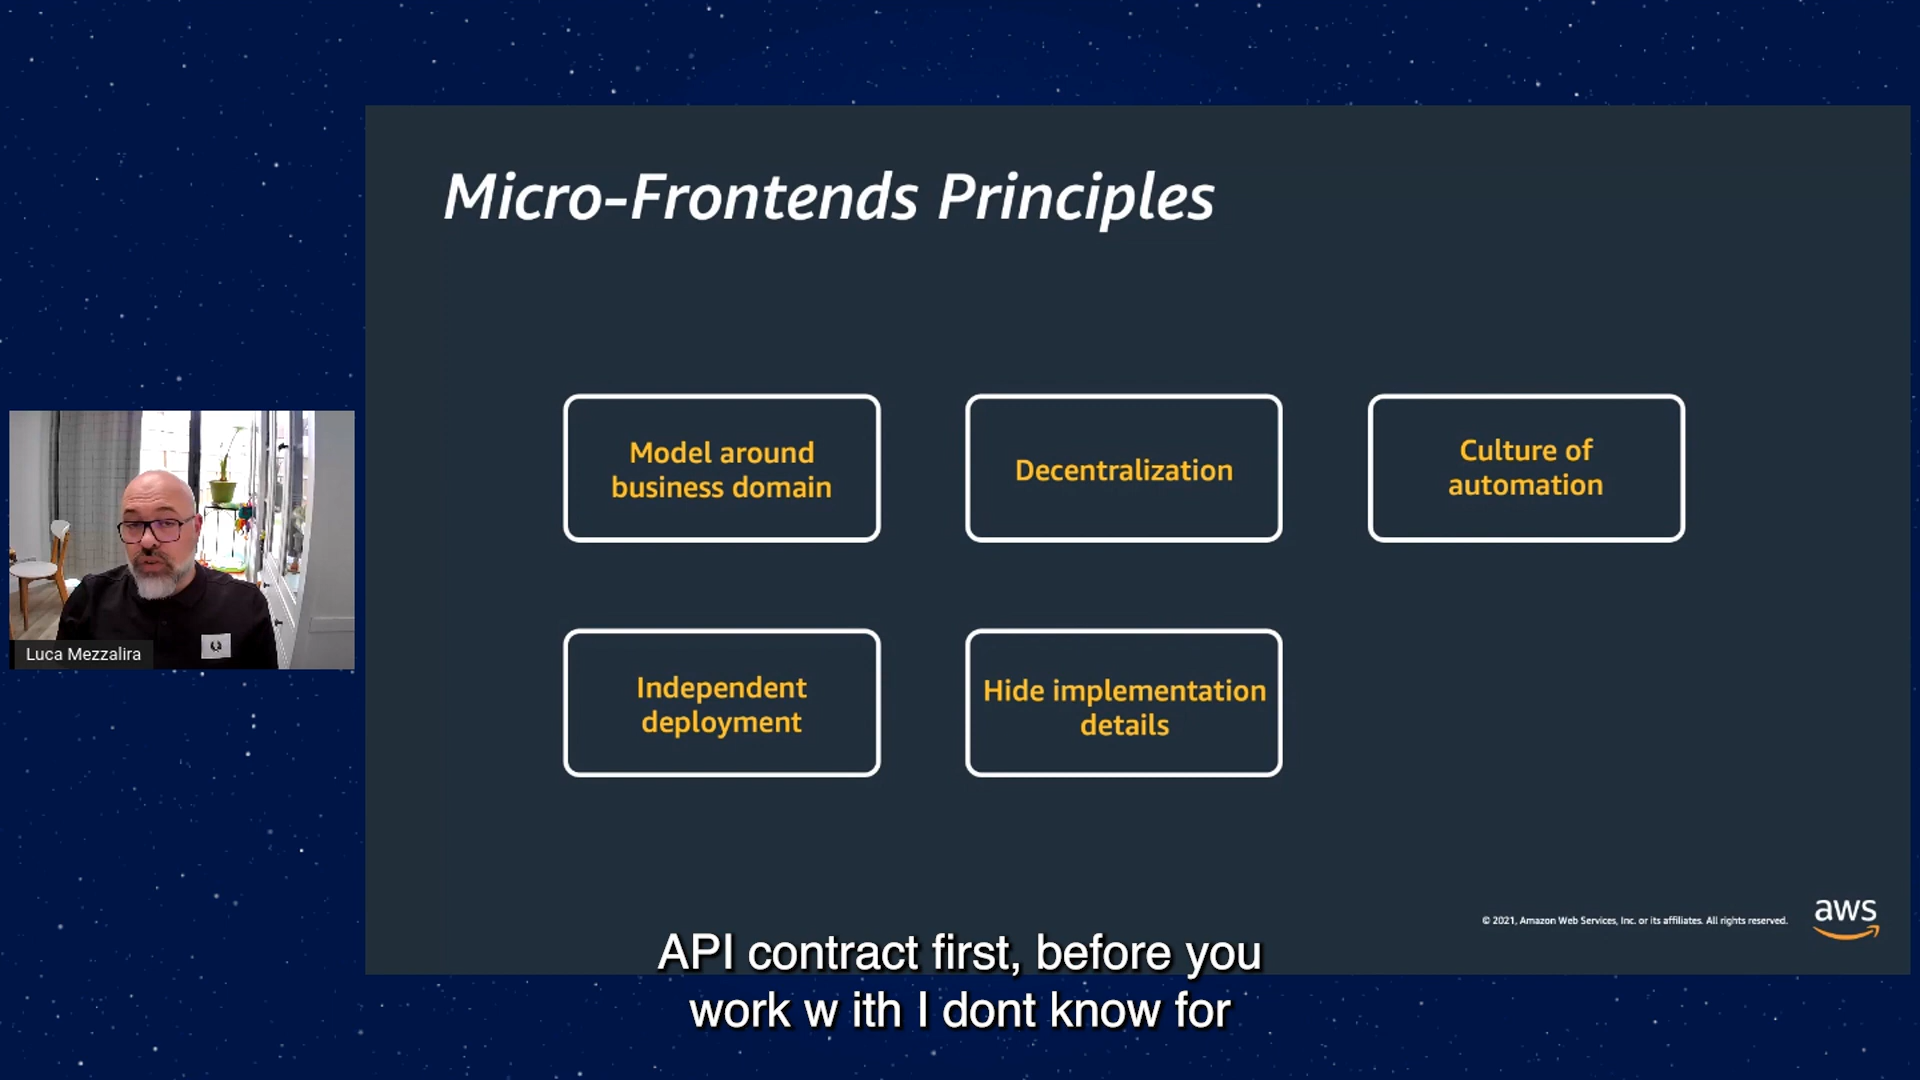 Micro-Frontends Principles
Model around
business domain
Decentralization
Culture of
automation
Independent
deployment
Hide implementation
details
Luca Mezzalira
© 2021, Amazon Web Services, Inc. or its affiliates. All rights reserved.
aws
API contract first, before you
work w ith I dont know for